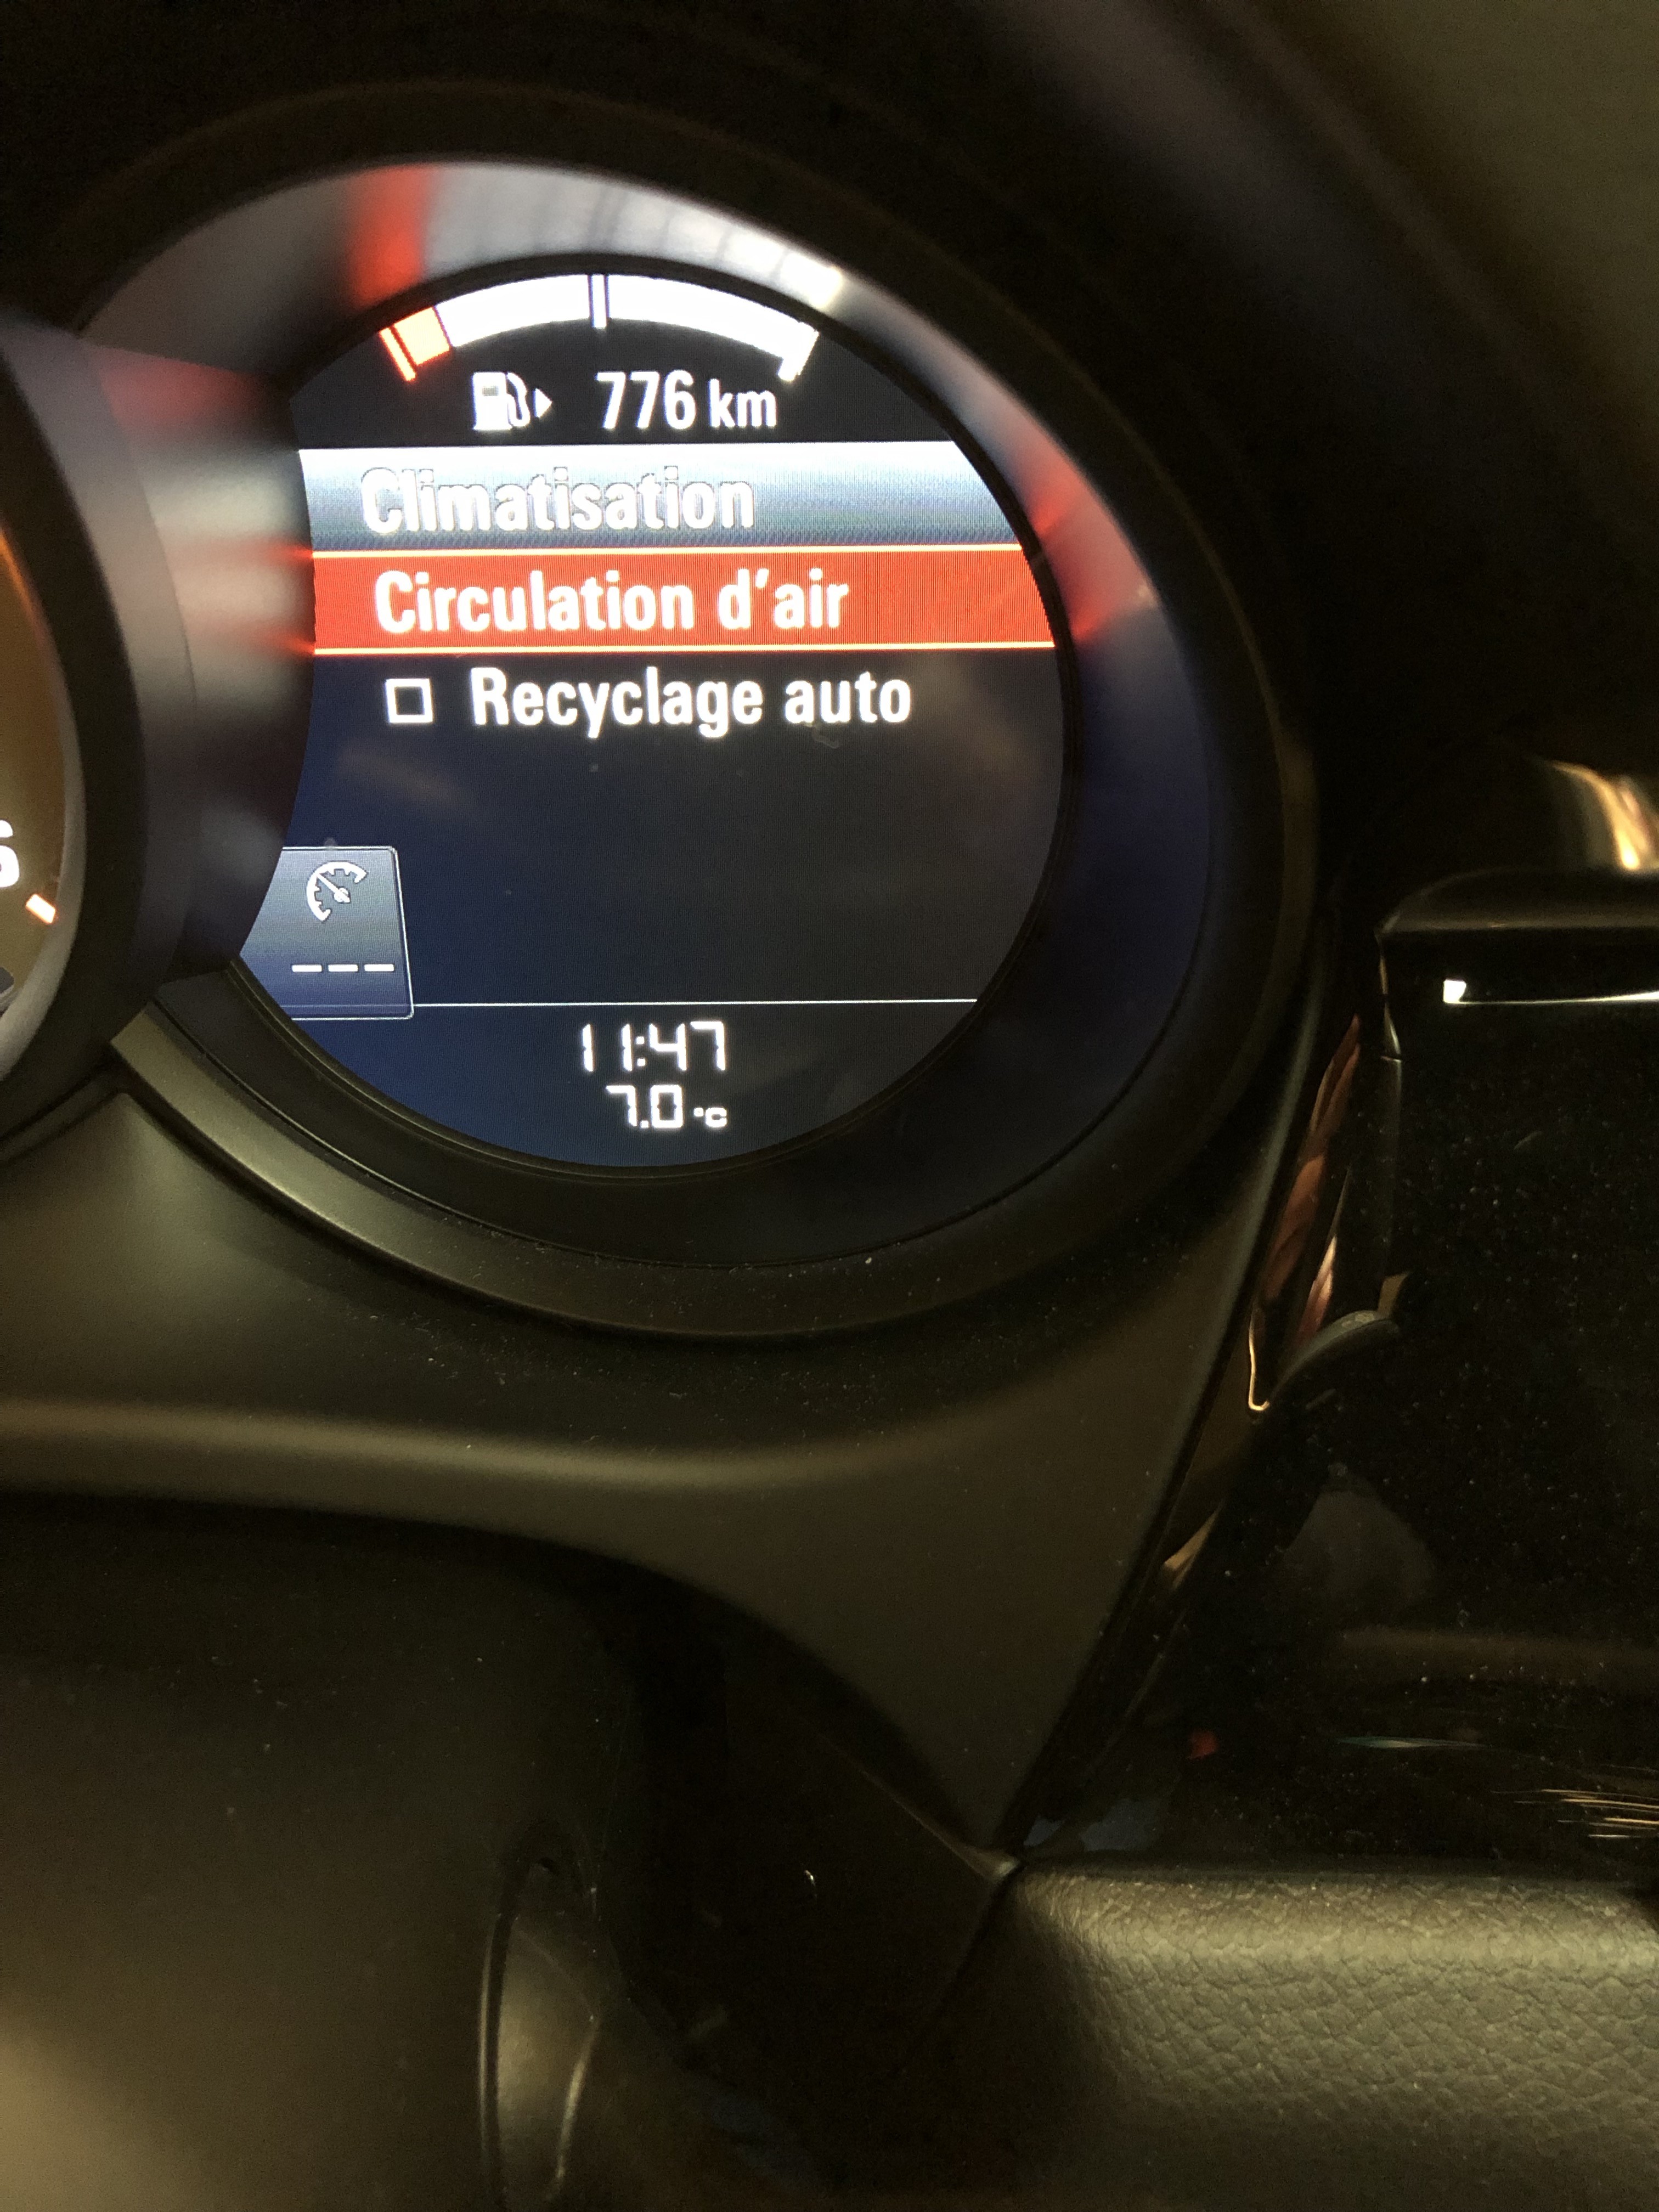 776 km
Climatisation
Circulation d'air
Recyclage auto
---
11:47
7.0 °C